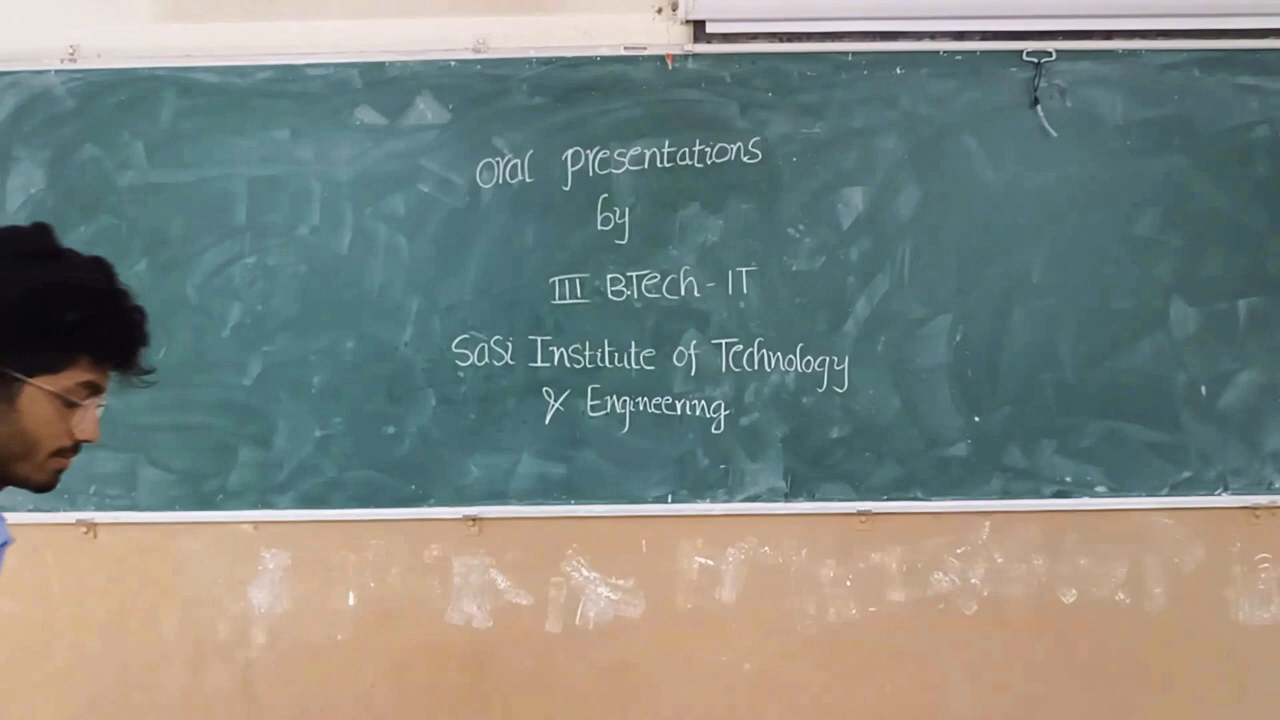 oral presentations
by
III B.Tech - IT
Sasi Institute of Technology
& Engineering